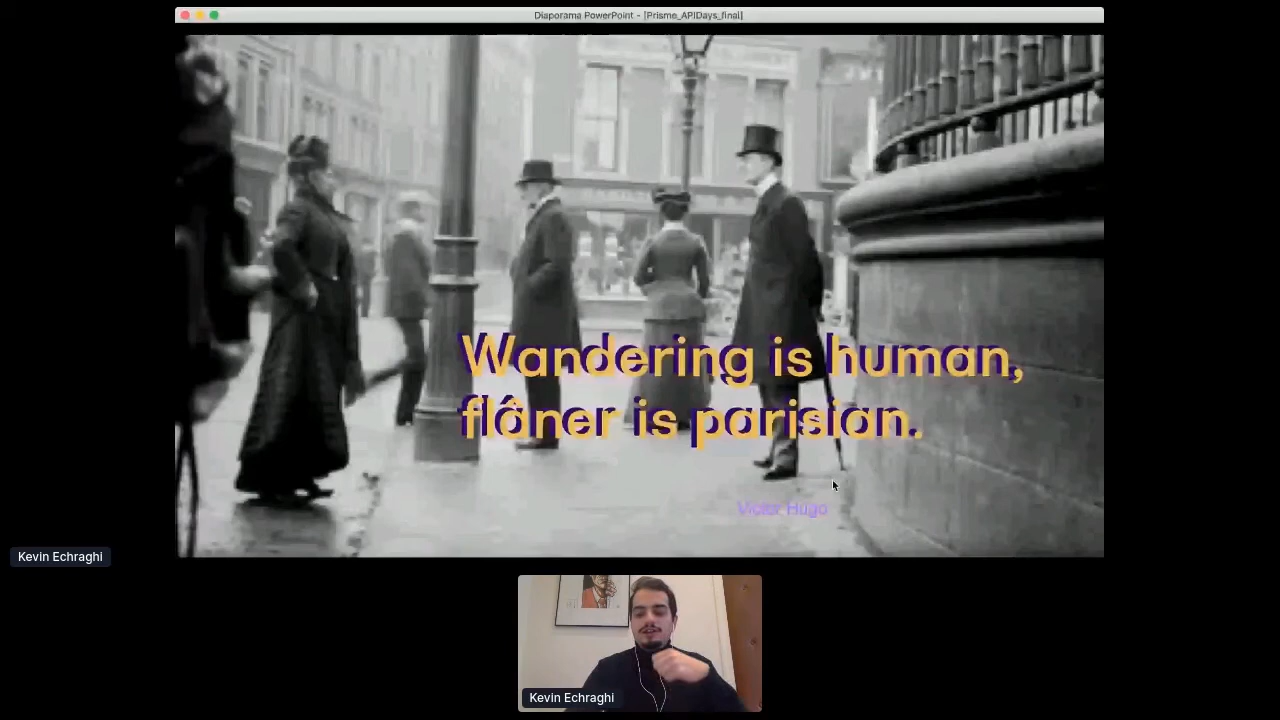 Diaporama PowerPoint - [Prisme_APIDays_final]
Wandering is human,
flâner is parisian.
Victor Hugo
Kevin Echraghi
Kevin Echraghi